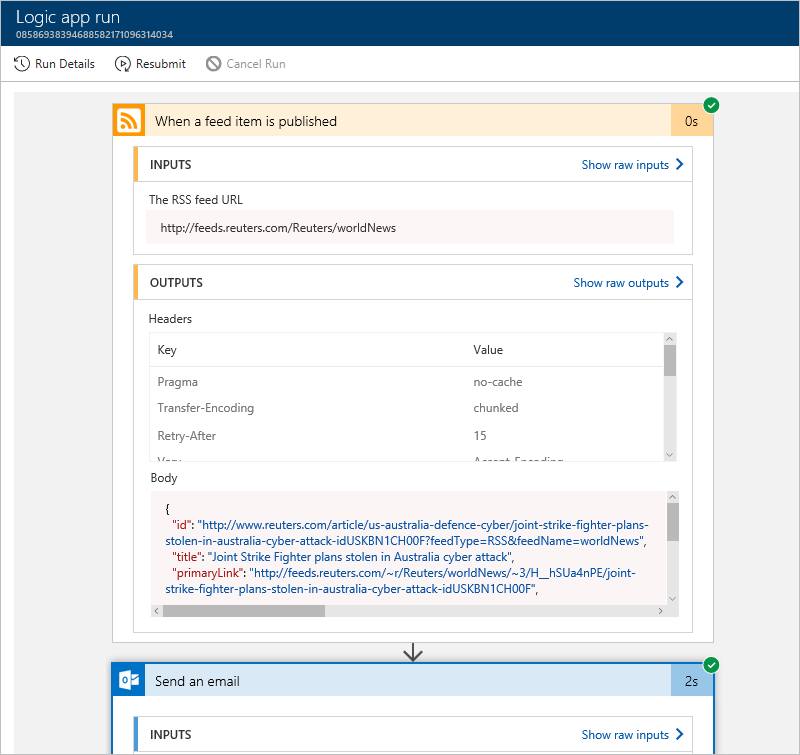 Logic app run
08586938394688582171096314034
Run Details
Resubmit
Cancel Run
When a feed item is published
0s
INPUTS
Show raw inputs
The RSS feed URL
http://feeds.reuters.com/Reuters/worldNews
OUTPUTS
Show raw outputs
Headers
Key Value
Pragma no-cache
Transfer-Encoding chunked
Retry-After 15
Vary Accept-Encoding
Body
{
"id": "http://www.reuters.com/article/us-australia-defence-cyber/joint-strike-fighter-plans-
stolen-in-australia-cyber-attack-idUSKBN1CH00F?feedType=RSS&feedName=worldNews",
"title": "Joint Strike Fighter plans stolen in Australia cyber attack",
"primaryLink": "http://feeds.reuters.com/~r/Reuters/worldNews/~3/H__hSUa4nPE/joint-
strike-fighter-plans-stolen-in-australia-cyber-attack-idUSKBN1CH00F",
Send an email
2s
INPUTS
Show raw inputs